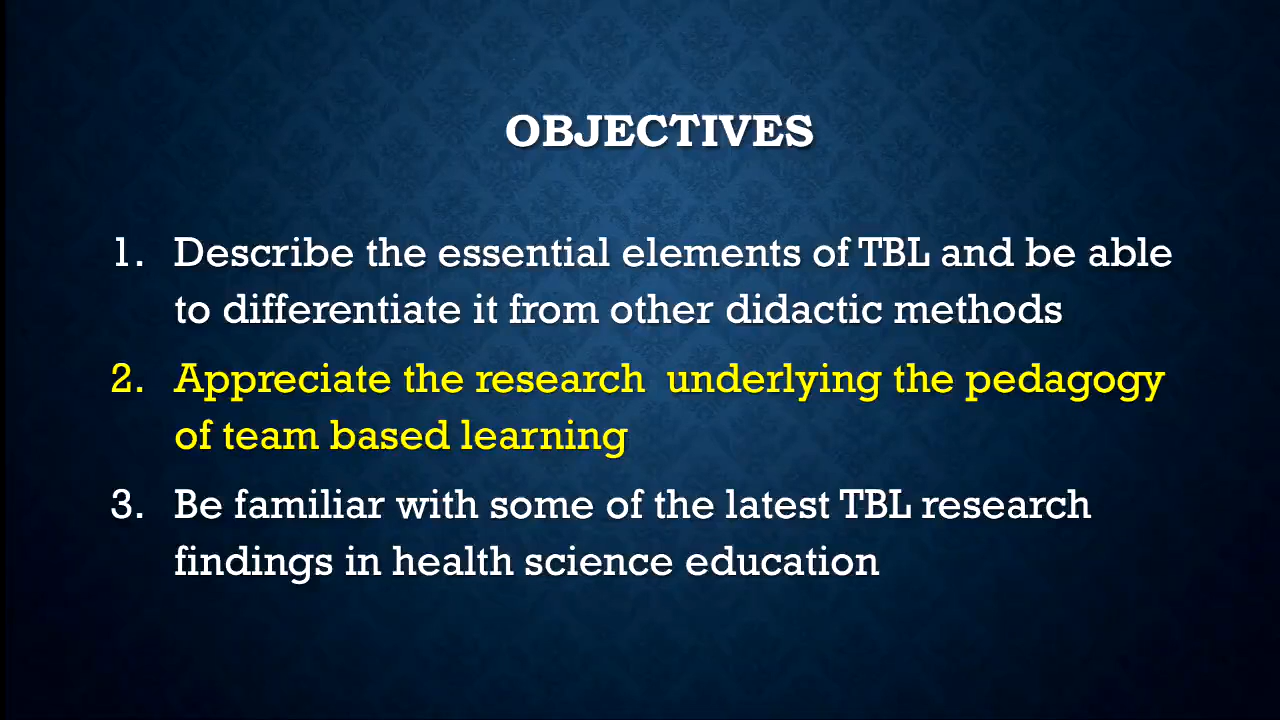 OBJECTIVES
1. Describe the essential elements of TBL and be able
to differentiate it from other didactic methods
2. Appreciate the research  underlying the pedagogy
of team based learning
3. Be familiar with some of the latest TBL research
findings in health science education